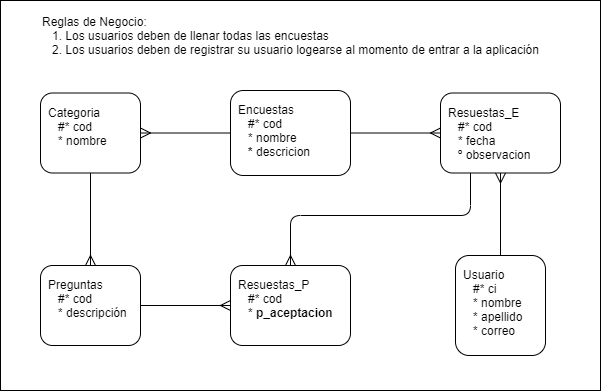 Reglas de Negocio:
1. Los usuarios deben de llenar todas las encuestas
2. Los usuarios deben de registrar su usuario logearse al momento de entrar a la aplicación
Categoria
#* cod
* nombre
Encuestas
#* cod
* nombre
* descricion
Resuestas_E
#* cod
* fecha
º observacion
Preguntas
#* cod
* descripción
Resuestas_P
#* cod
* p_aceptacion
Usuario
#* ci
* nombre
* apellido
* correo